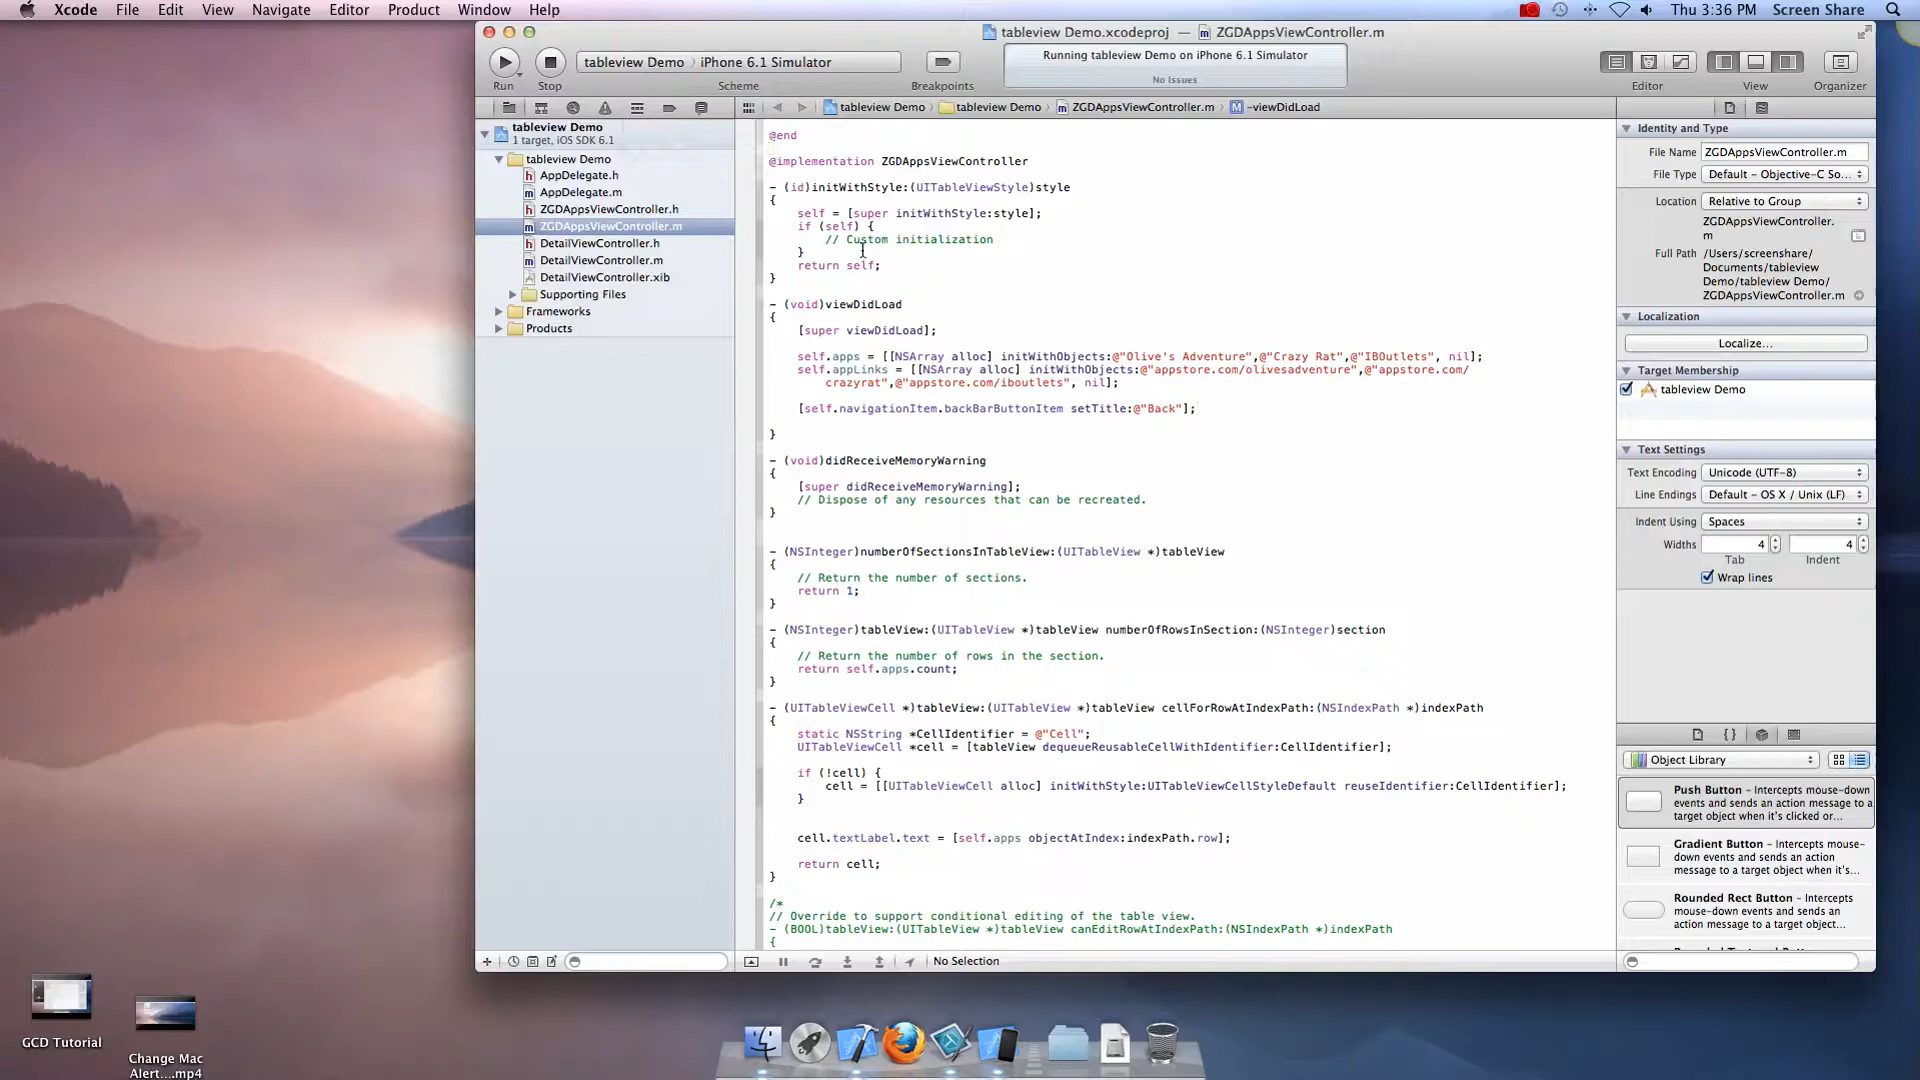 Xcode File Edit View Navigate Editor Product Window Help
Thu 3:36 PM Screen Share
tableview Demo.xcodeproj — ZGDAppsViewController.m
tableview Demo iPhone 6.1 Simulator
Running tableview Demo on iPhone 6.1 Simulator
No Issues
Run Stop Scheme Breakpoints Editor View Organizer
tableview Demo tableview Demo ZGDAppsViewController.m M -viewDidLoad
tableview Demo
1 target, iOS SDK 6.1
tableview Demo
h AppDelegate.h
m AppDelegate.m
h ZGDAppsViewController.h
m ZGDAppsViewController.m
h DetailViewController.h
m DetailViewController.m
DetailViewController.xib
Supporting Files
Frameworks
Products
@end
@implementation ZGDAppsViewController
- (id)initWithStyle:(UITableViewStyle)style
{
self = [super initWithStyle:style];
if (self) {
// Custom initialization
}
return self;
}
- (void)viewDidLoad
{
[super viewDidLoad];
self.apps = [[NSArray alloc] initWithObjects:@"Olive's Adventure",@"Crazy Rat",@"IBOutlets", nil];
self.appLinks = [[NSArray alloc] initWithObjects:@"appstore.com/olivesadventure",@"appstore.com/
crazyrat",@"appstore.com/iboutlets", nil];
[self.navigationItem.backBarButtonItem setTitle:@"Back"];
}
- (void)didReceiveMemoryWarning
{
[super didReceiveMemoryWarning];
// Dispose of any resources that can be recreated.
}
- (NSInteger)numberOfSectionsInTableView:(UITableView *)tableView
{
// Return the number of sections.
return 1;
}
- (NSInteger)tableView:(UITableView *)tableView numberOfRowsInSection:(NSInteger)section
{
// Return the number of rows in the section.
return self.apps.count;
}
- (UITableViewCell *)tableView:(UITableView *)tableView cellForRowAtIndexPath:(NSIndexPath *)indexPath
{
static NSString *CellIdentifier = @"Cell";
UITableViewCell *cell = [tableView dequeueReusableCellWithIdentifier:CellIdentifier];
if (!cell) {
cell = [[UITableViewCell alloc] initWithStyle:UITableViewCellStyleDefault reuseIdentifier:CellIdentifier];
}
cell.textLabel.text = [self.apps objectAtIndex:indexPath.row];
return cell;
}
/*
// Override to support conditional editing of the table view.
- (BOOL)tableView:(UITableView *)tableView canEditRowAtIndexPath:(NSIndexPath *)indexPath
{
No Selection
Identity and Type
File Name ZGDAppsViewController.m
File Type Default - Objective-C So...
Location Relative to Group
ZGDAppsViewController.
m
Full Path /Users/screenshare/
Documents/tableview
Demo/tableview Demo/
ZGDAppsViewController.m
Localization
Localize...
Target Membership
tableview Demo
Text Settings
Text Encoding Unicode (UTF-8)
Line Endings Default - OS X / Unix (LF)
Indent Using Spaces
Widths 4 4
Tab Indent
Wrap lines
{}
Object Library
Push Button - Intercepts mouse-down
events and sends an action message to a
target object when it's clicked or...
Gradient Button - Intercepts mouse-
down events and sends an action
message to a target object when it's...
Rounded Rect Button - Intercepts
mouse-down events and sends an
action message to a target object...
GCD Tutorial
Change Mac
Alert....mp4